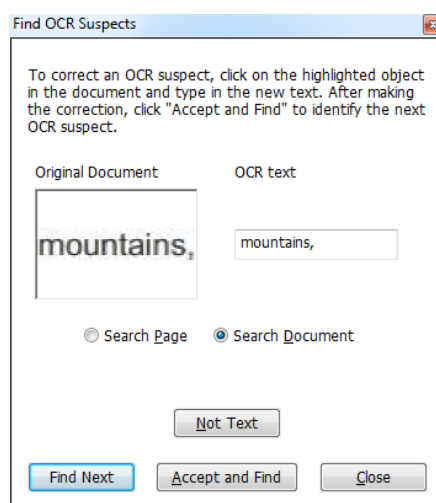 Find OCR Suspects
To correct an OCR suspect, click on the highlighted object
in the document and type in the new text. After making
the correction, click "Accept and Find" to identify the next
OCR suspect.
Original Document
OCR text
mountains,
mountains,
Search Page
Search Document
Not Text
Find Next
Accept and Find
Close